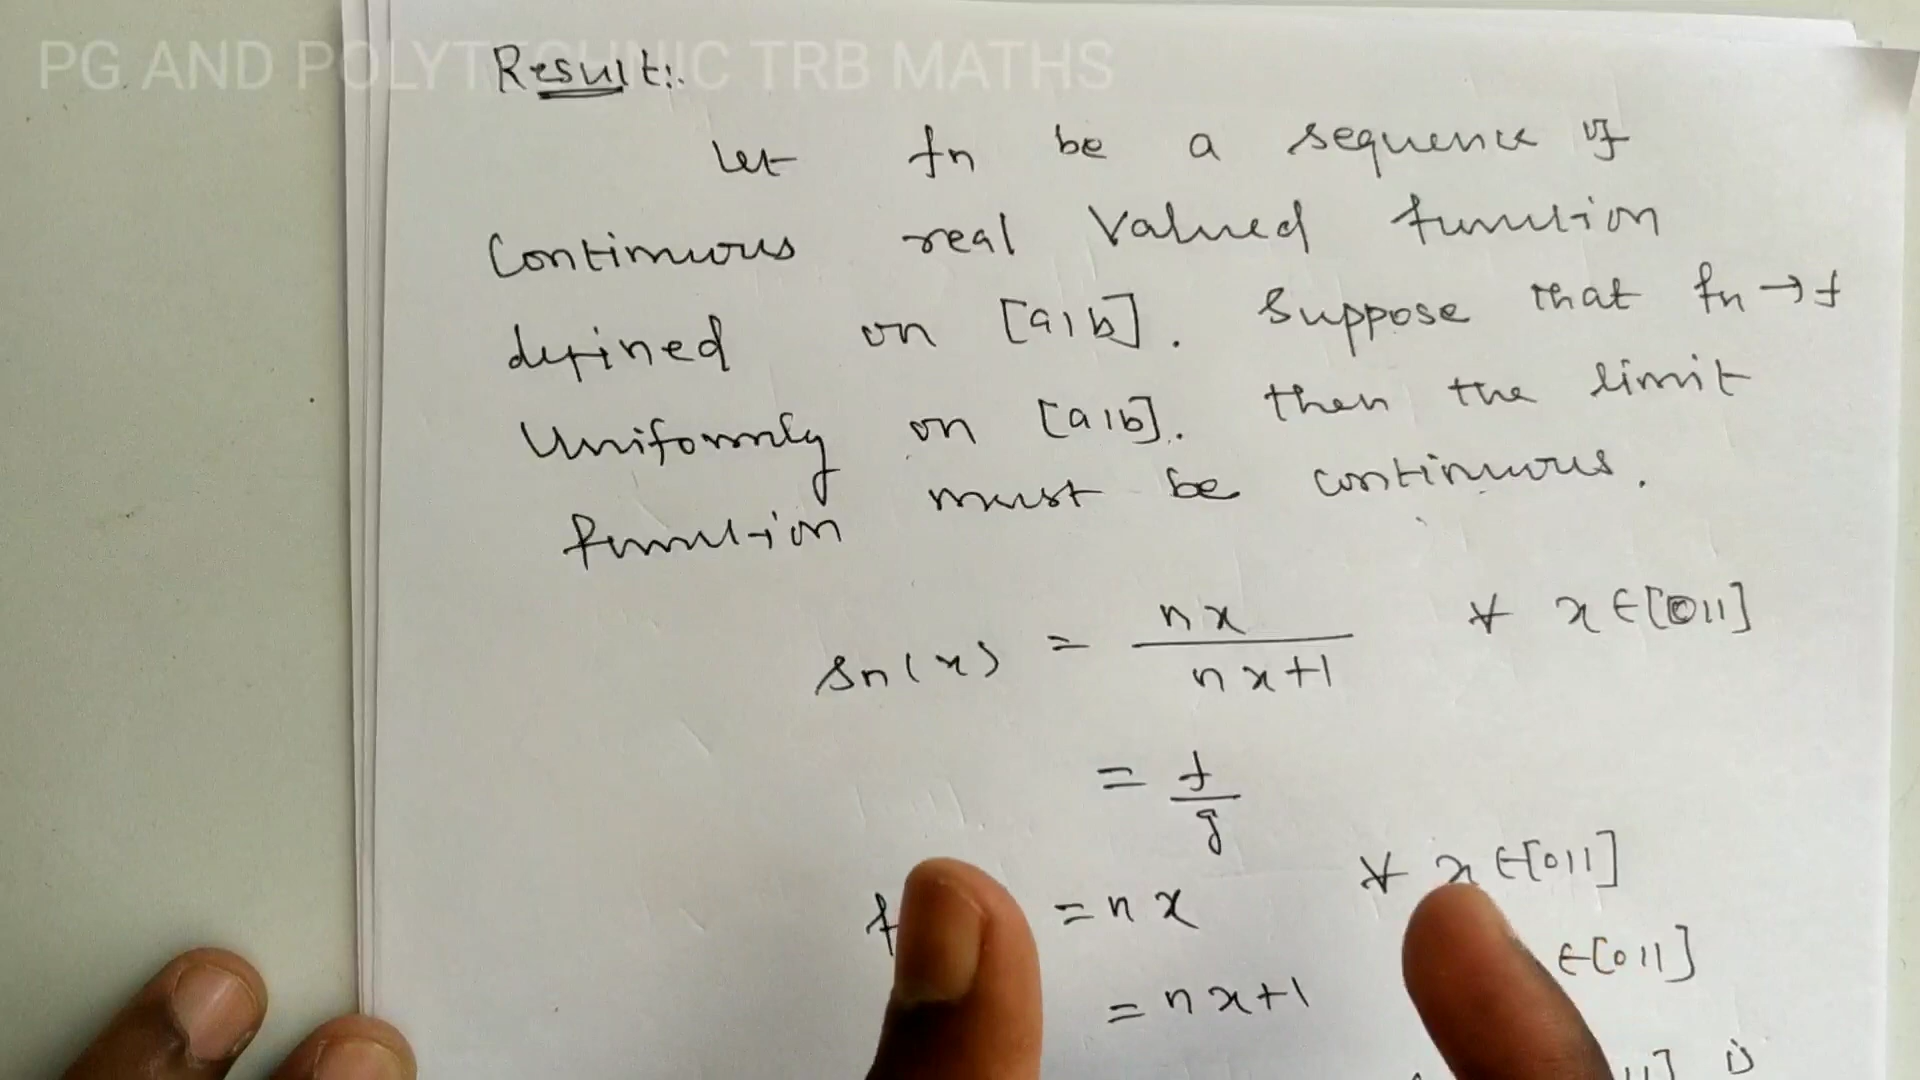 PG AND POLYTECHNIC TRB MATHS
Result:.
Let fn be a sequence of
Continuous real valued function
defined on [a,b]. Suppose that fn → f
Uniformly on [a,b]. then the limit
function must be continuous.
Sn(x) = nx / nx+1 ∀ x ∈ [0,1]
= f / g
f = nx ∀ x ∈ [0,1]
= nx+1 ∈ [0,1]